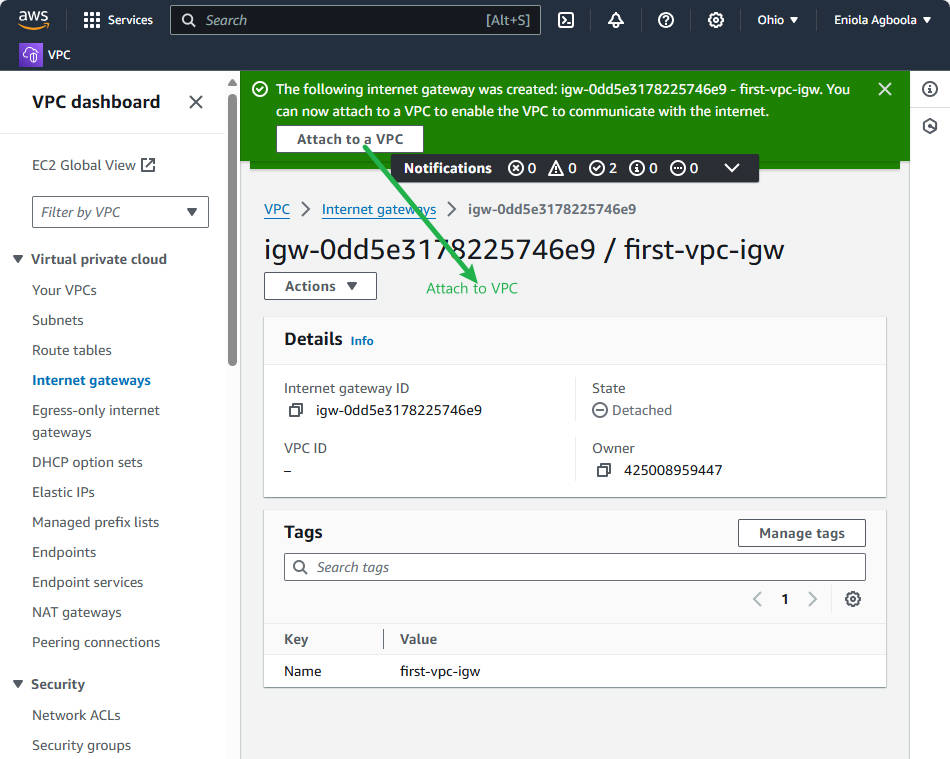 aws
Services
Search [Alt+S]
Ohio
Eniola Agboola
VPC
VPC dashboard
EC2 Global View
Filter by VPC
Virtual private cloud
Your VPCs
Subnets
Route tables
Internet gateways
Egress-only internet
gateways
DHCP option sets
Elastic IPs
Managed prefix lists
Endpoints
Endpoint services
NAT gateways
Peering connections
Security
Network ACLs
Security groups
The following internet gateway was created: igw-0dd5e3178225746e9 - first-vpc-igw. You
can now attach to a VPC to enable the VPC to communicate with the internet.
Attach to a VPC
Notifications 0 0 2 0 0
VPC Internet gateways igw-0dd5e3178225746e9
igw-0dd5e3178225746e9 / first-vpc-igw
Actions
Attach to VPC
Details Info
Internet gateway ID
igw-0dd5e3178225746e9
State
Detached
VPC ID
–
Owner
425008959447
Tags
Manage tags
Search tags
1
Key Value
Name first-vpc-igw